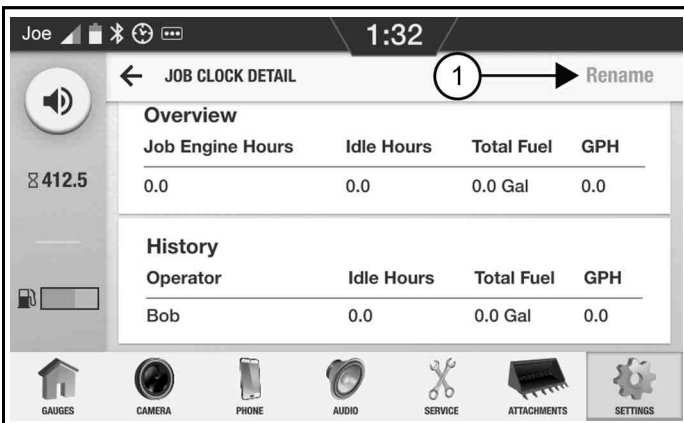 Joe 1:32
JOB CLOCK DETAIL 1 Rename
Overview
Job Engine Hours Idle Hours Total Fuel GPH
0.0 0.0 0.0 Gal 0.0
412.5
History
Operator Idle Hours Total Fuel GPH
Bob 0.0 0.0 Gal 0.0
GAUGES CAMERA PHONE AUDIO SERVICE ATTACHMENTS SETTINGS